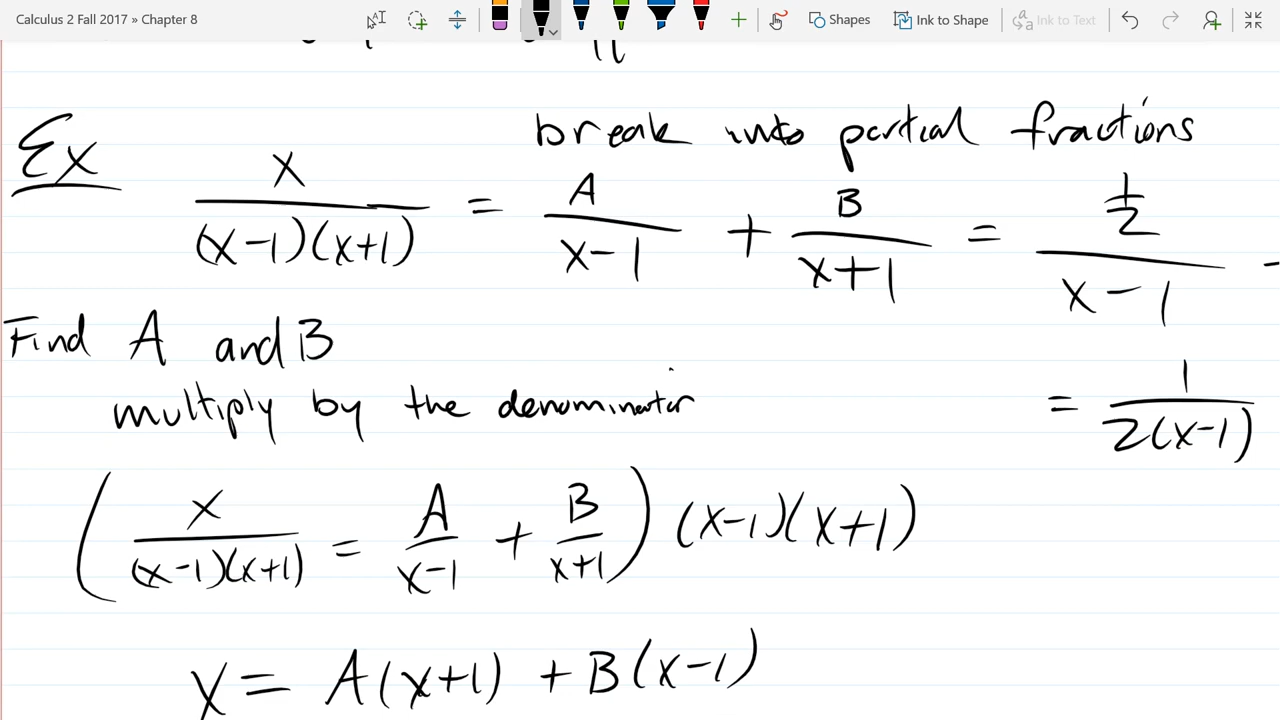 Calculus 2 Fall 2017 » Chapter 8
Shapes Ink to Shape Ink to Text
Ex break into partial fractions
x/((x-1)(x+1)) = A/(x-1) + B/(x+1) = (1/2)/(x-1)
Find A and B
multiply by the denominator
= 1/(2(x-1))
(x/((x-1)(x+1)) = A/(x-1) + B/(x+1)) (x-1)(x+1)
x = A(x+1) + B(x-1)